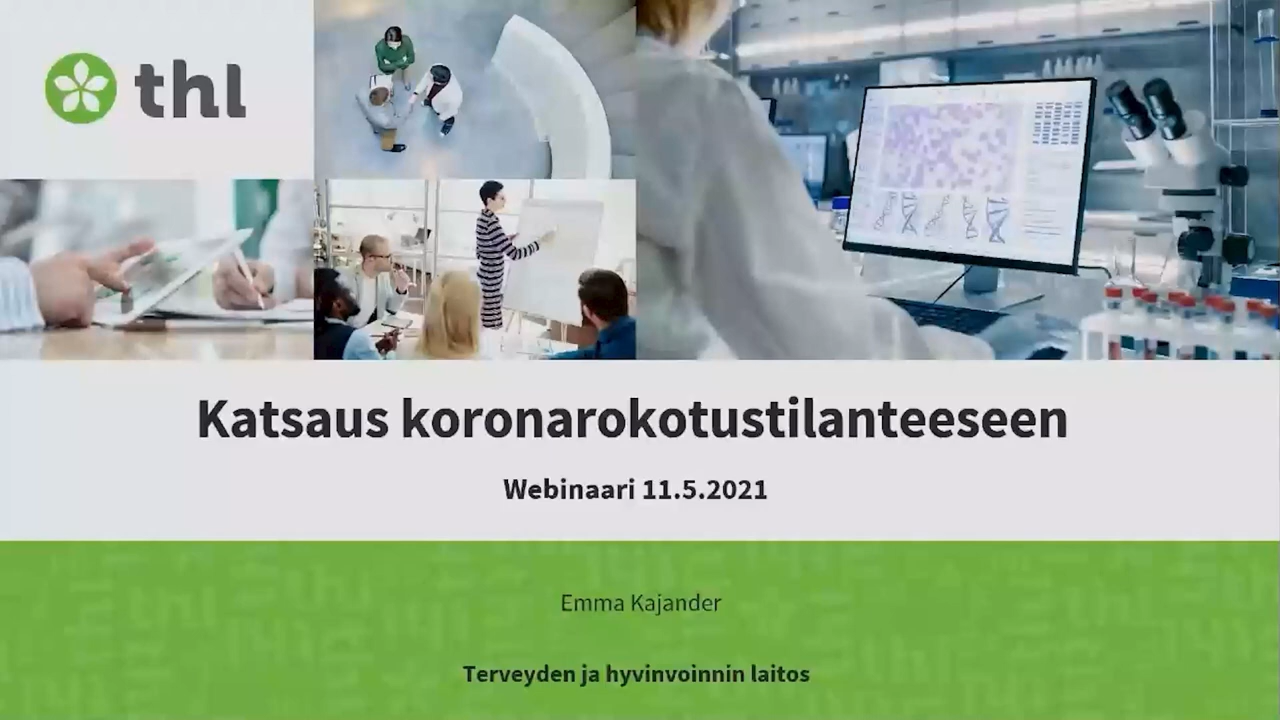 thl
Katsaus koronarokotustilanteeseen
Webinaari 11.5.2021
Emma Kajander
Terveyden ja hyvinvoinnin laitos